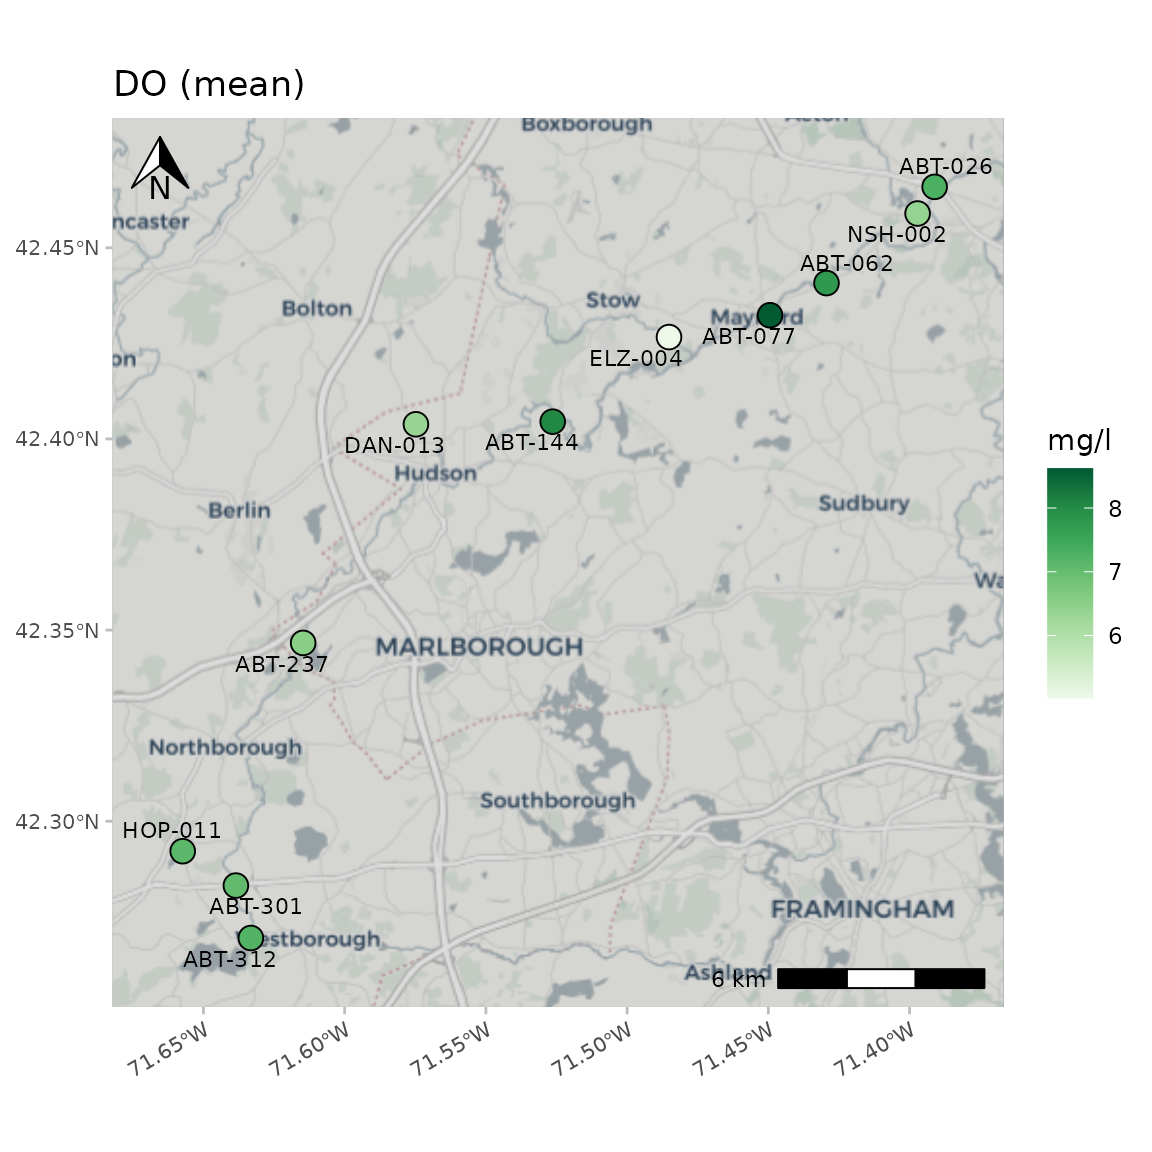 DO (mean)
Boxborough
Acton
ABT-026
N
ncaster
NSH-002
42.45°N
ABT-062
Bolton
Stow
Mayn rd
ABT-077
on
ELZ-004
mg/l
42.40°N
DAN-013
ABT-144
Hudson
Berlin
Sudbury
8
7
Wa
42.35°N
6
MARLBOROUGH
ABT-237
Northborough
Southborough
42.30°N
HOP-011
ABT-301
FRAMINGHAM
estborough
ABT-312
Ashland
6 km
71.65°W
71.60°W
71.55°W
71.50°W
71.45°W
71.40°W